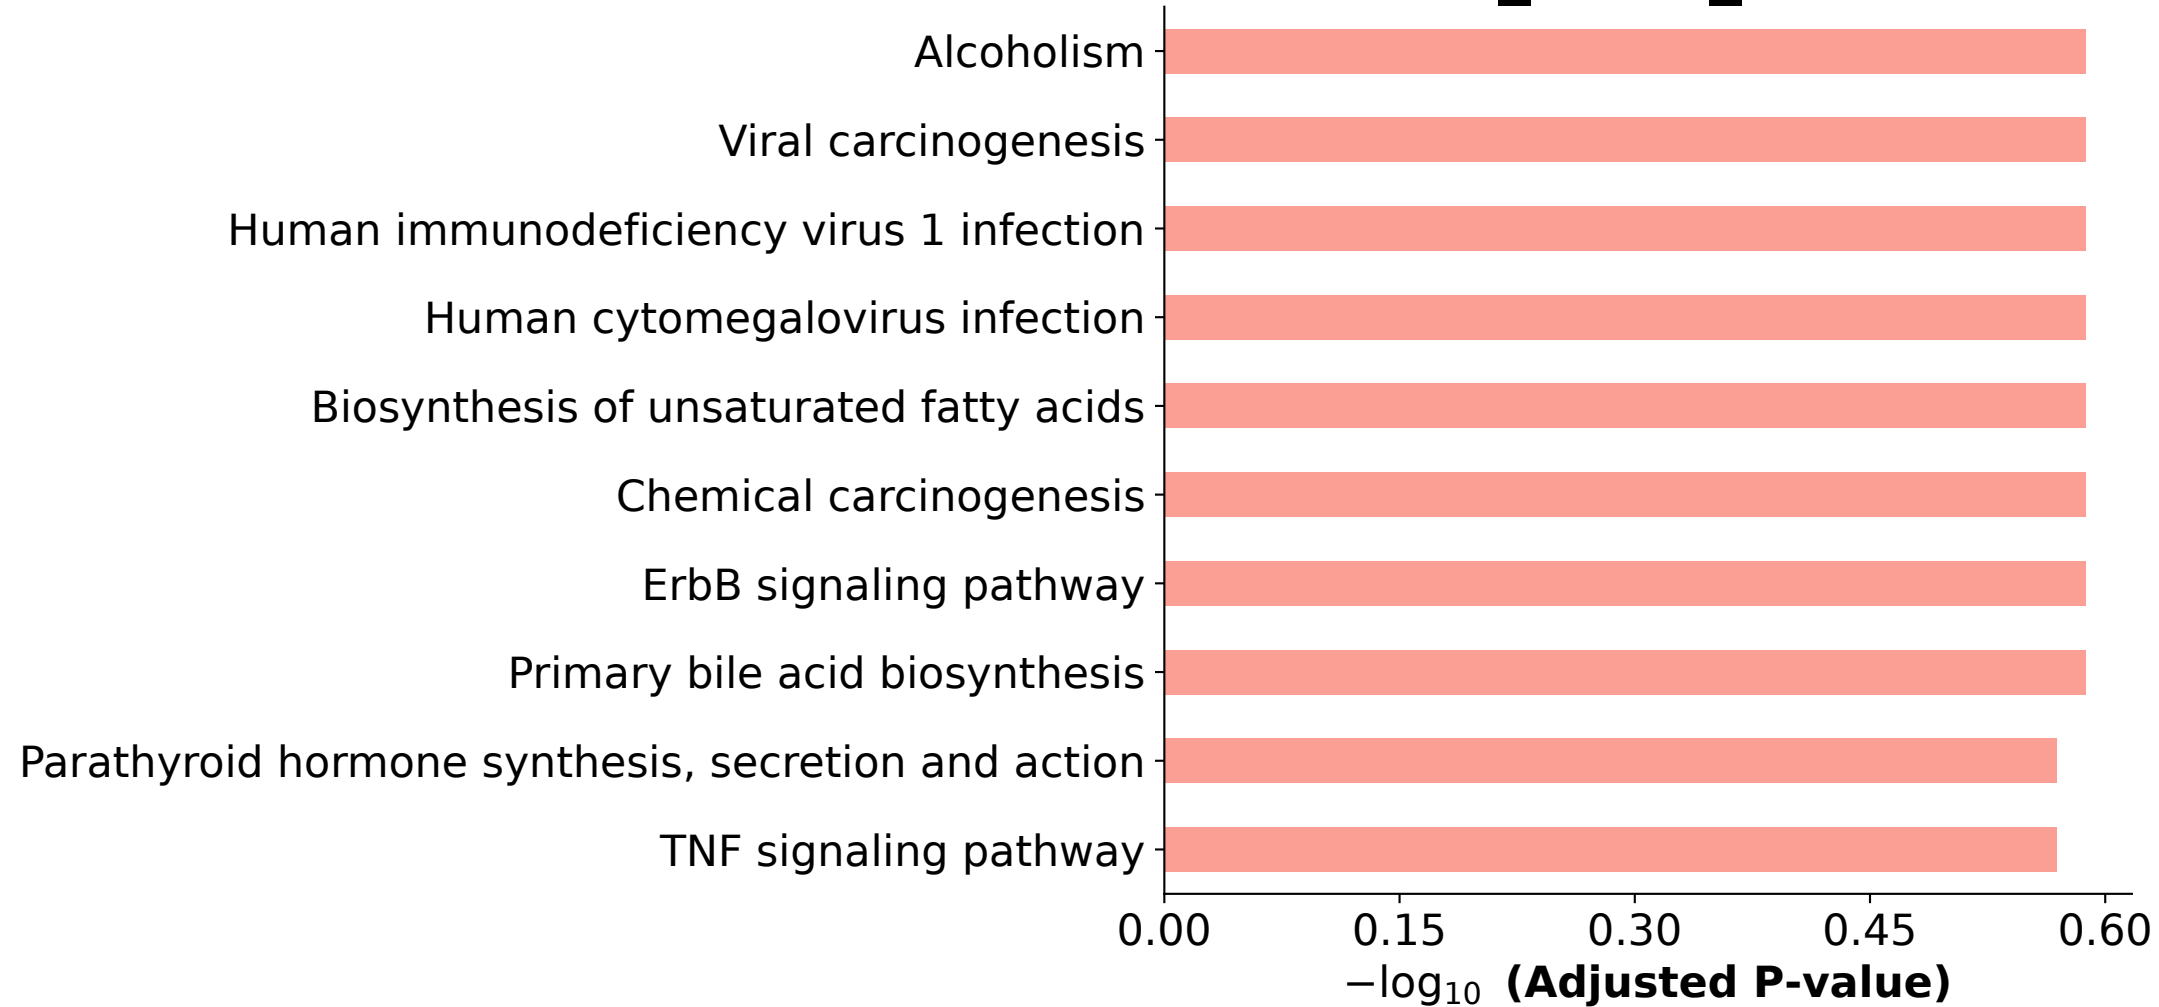 Alcoholism
Viral carcinogenesis
Human immunodeficiency virus 1 infection
Human cytomegalovirus infection
Biosynthesis of unsaturated fatty acids
Chemical carcinogenesis
ErbB signaling pathway
Primary bile acid biosynthesis
Parathyroid hormone synthesis, secretion and action
TNF signaling pathway
0.00 0.15 0.30 0.45 0.60
−log₁₀ (Adjusted P-value)